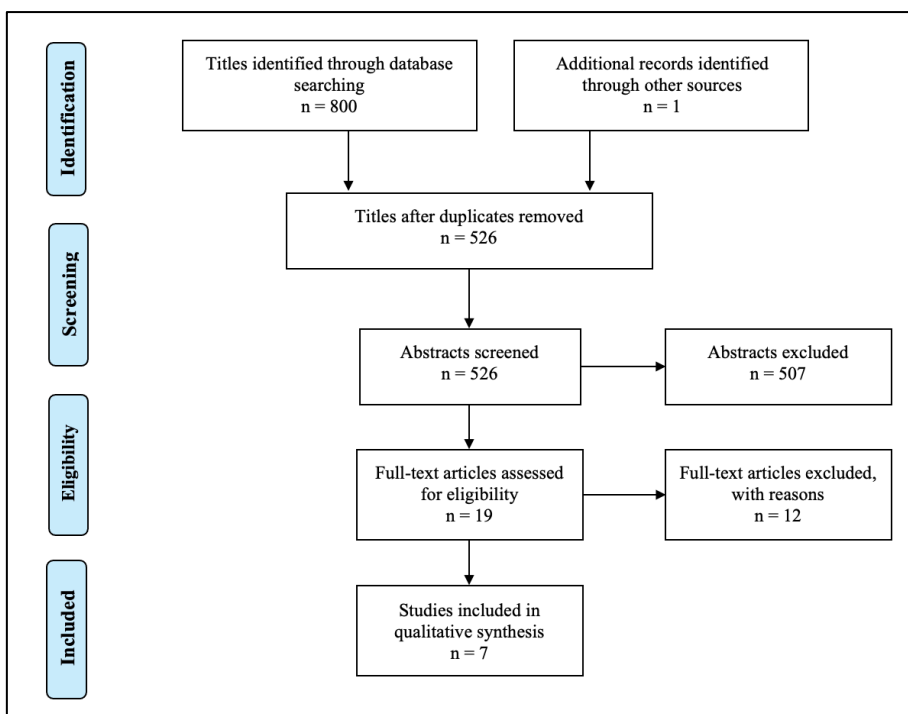 Identification
Titles identified through database
searching
n = 800
Additional records identified
through other sources
n = 1
Titles after duplicates removed
n = 526
Screening
Abstracts screened
n = 526
Abstracts excluded
n = 507
Eligibility
Full-text articles assessed
for eligibility
n = 19
Full-text articles excluded,
with reasons
n = 12
Included
Studies included in
qualitative synthesis
n = 7